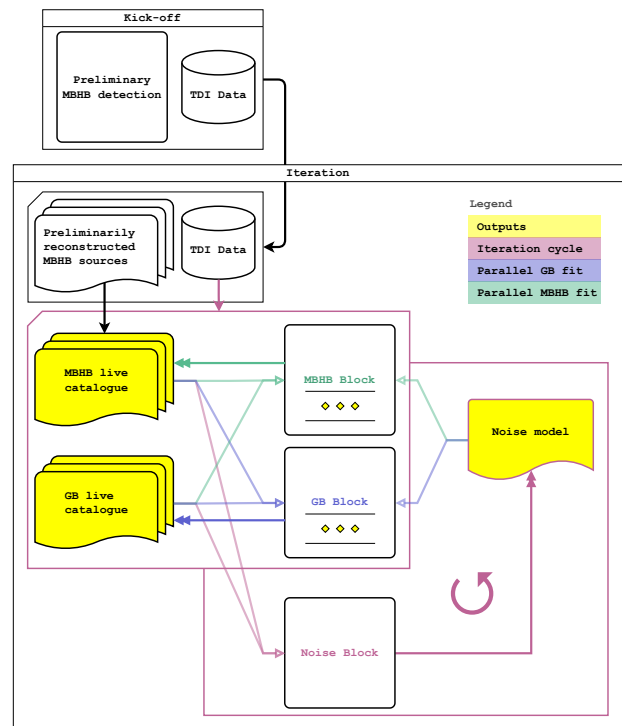 Kick-off
Preliminary
MBHB detection
TDI Data
Iteration
Preliminarily
reconstructed
MBHB sources
TDI Data
Legend
Outputs
Iteration cycle
Parallel GB fit
Parallel MBHB fit
MBHB live
catalogue
MBHB Block
Noise model
GB live
catalogue
GB Block
Noise Block